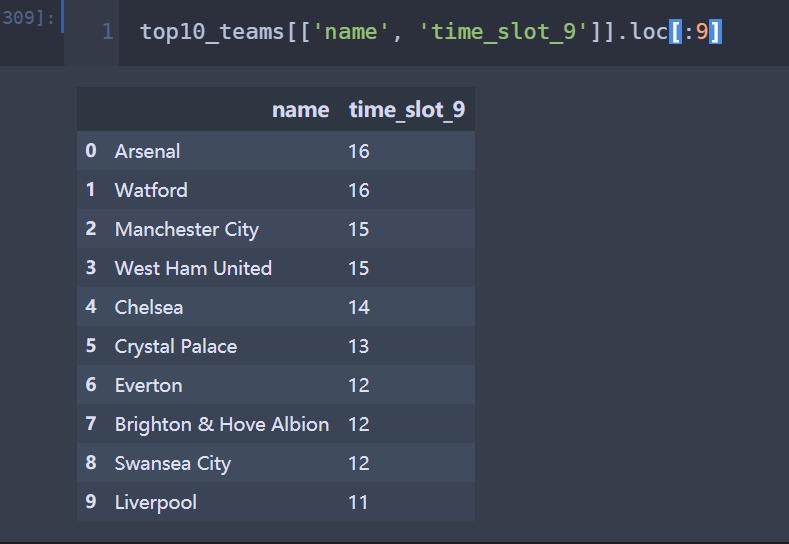 309]:
1 top10_teams[['name', 'time_slot_9']].loc[:9]
name time_slot_9
0 Arsenal 16
1 Watford 16
2 Manchester City 15
3 West Ham United 15
4 Chelsea 14
5 Crystal Palace 13
6 Everton 12
7 Brighton & Hove Albion 12
8 Swansea City 12
9 Liverpool 11